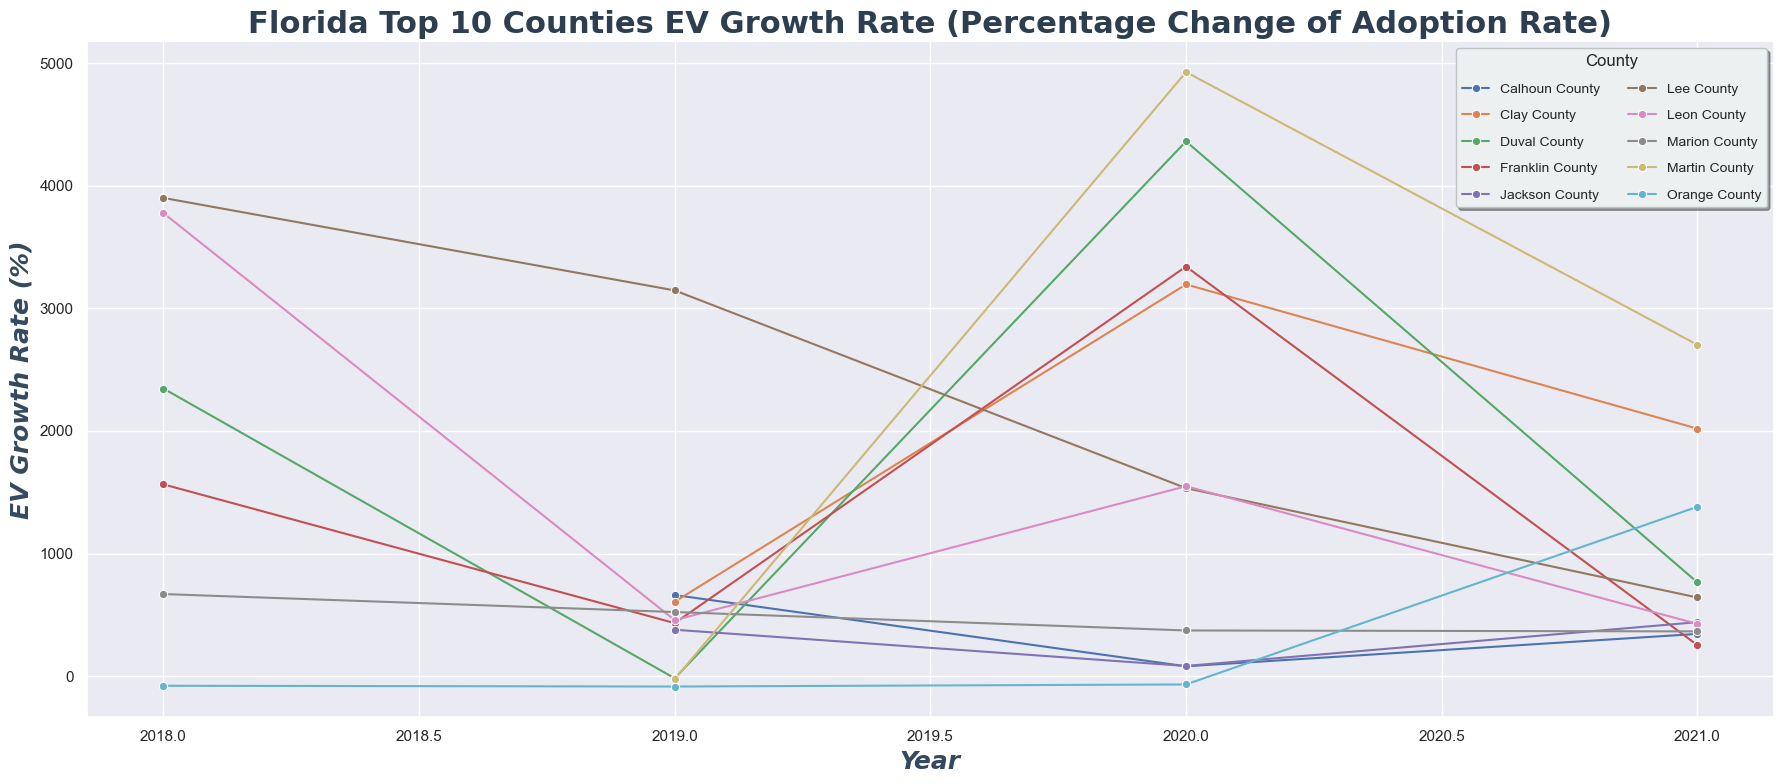 Florida Top 10 Counties EV Growth Rate (Percentage Change of Adoption Rate)
EV Growth Rate (%)
5000
4000
3000
2000
1000
0
County
Calhoun County
Clay County
Duval County
Franklin County
Jackson County
Lee County
Leon County
Marion County
Martin County
Orange County
2018.0 2018.5 2019.0 2019.5 2020.0 2020.5 2021.0
Year